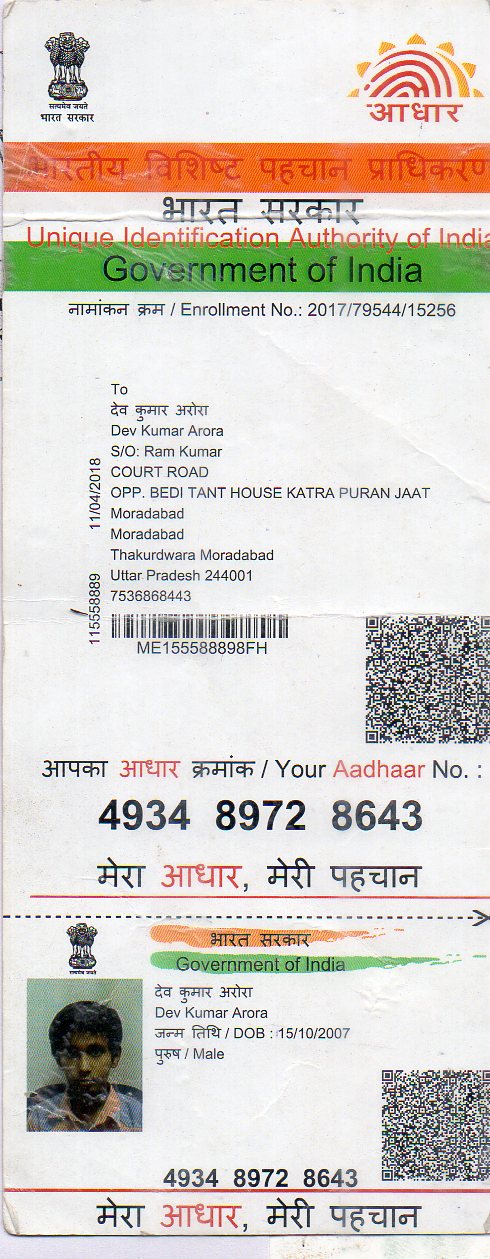 सत्यमेव जयते
भारत सरकार
आधार
भारतीय विशिष्ट पहचान प्राधिकरण
भारत सरकार
Unique Identification Authority of India
Government of India
नामांकन क्रम / Enrollment No.: 2017/79544/15256
To
देव कुमार अरोरा
Dev Kumar Arora
S/O: Ram Kumar
COURT ROAD
OPP. BEDI TANT HOUSE KATRA PURAN JAAT
Moradabad
Moradabad
Thakurdwara Moradabad
Uttar Pradesh 244001
7536868443
115558889 11/04/2018
ME155588898FH
आपका आधार क्रमांक / Your Aadhaar No. :
4934 8972 8643
मेरा आधार, मेरी पहचान
भारत सरकार
Government of India
देव कुमार अरोरा
Dev Kumar Arora
जन्म तिथि / DOB : 15/10/2007
पुरुष / Male
4934 8972 8643
मेरा आधार, मेरी पहचान